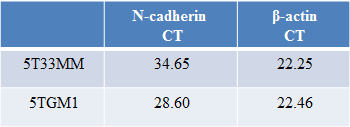 N-cadherin β-actin
CT CT
5T33MM 34.65 22.25
5TGM1 28.60 22.46